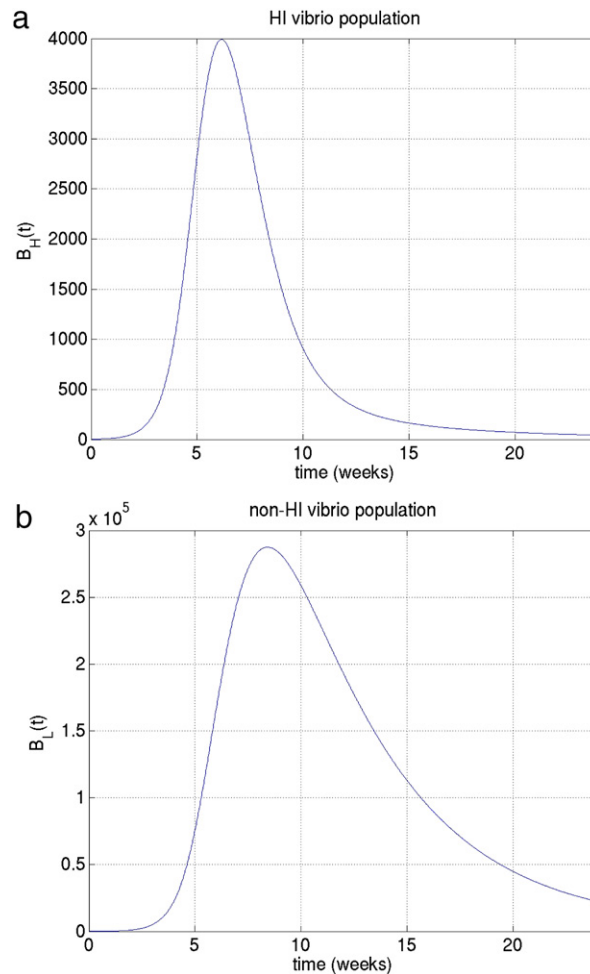 a
HI vibrio population
4000
3500
3000
2500
2000
1500
1000
500
0
B_H(t)
0 5 10 15 20
time (weeks)
b
non-HI vibrio population
x 10^5
3
2.5
2
1.5
1
0.5
0
B_L(t)
0 5 10 15 20
time (weeks)